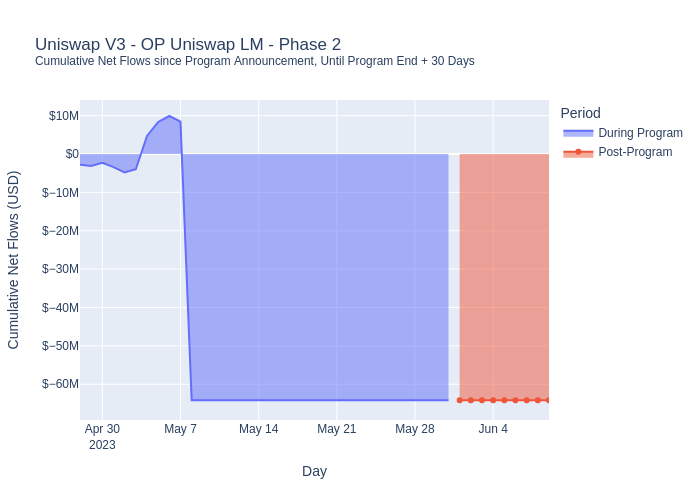 Uniswap V3 - OP Uniswap LM - Phase 2
Cumulative Net Flows since Program Announcement, Until Program End + 30 Days
Period
During Program
Post-Program
Cumulative Net Flows (USD)
$10M
$0
$−10M
$−20M
$−30M
$−40M
$−50M
$−60M
Apr 30
2023
May 7
May 14
May 21
May 28
Jun 4
Day